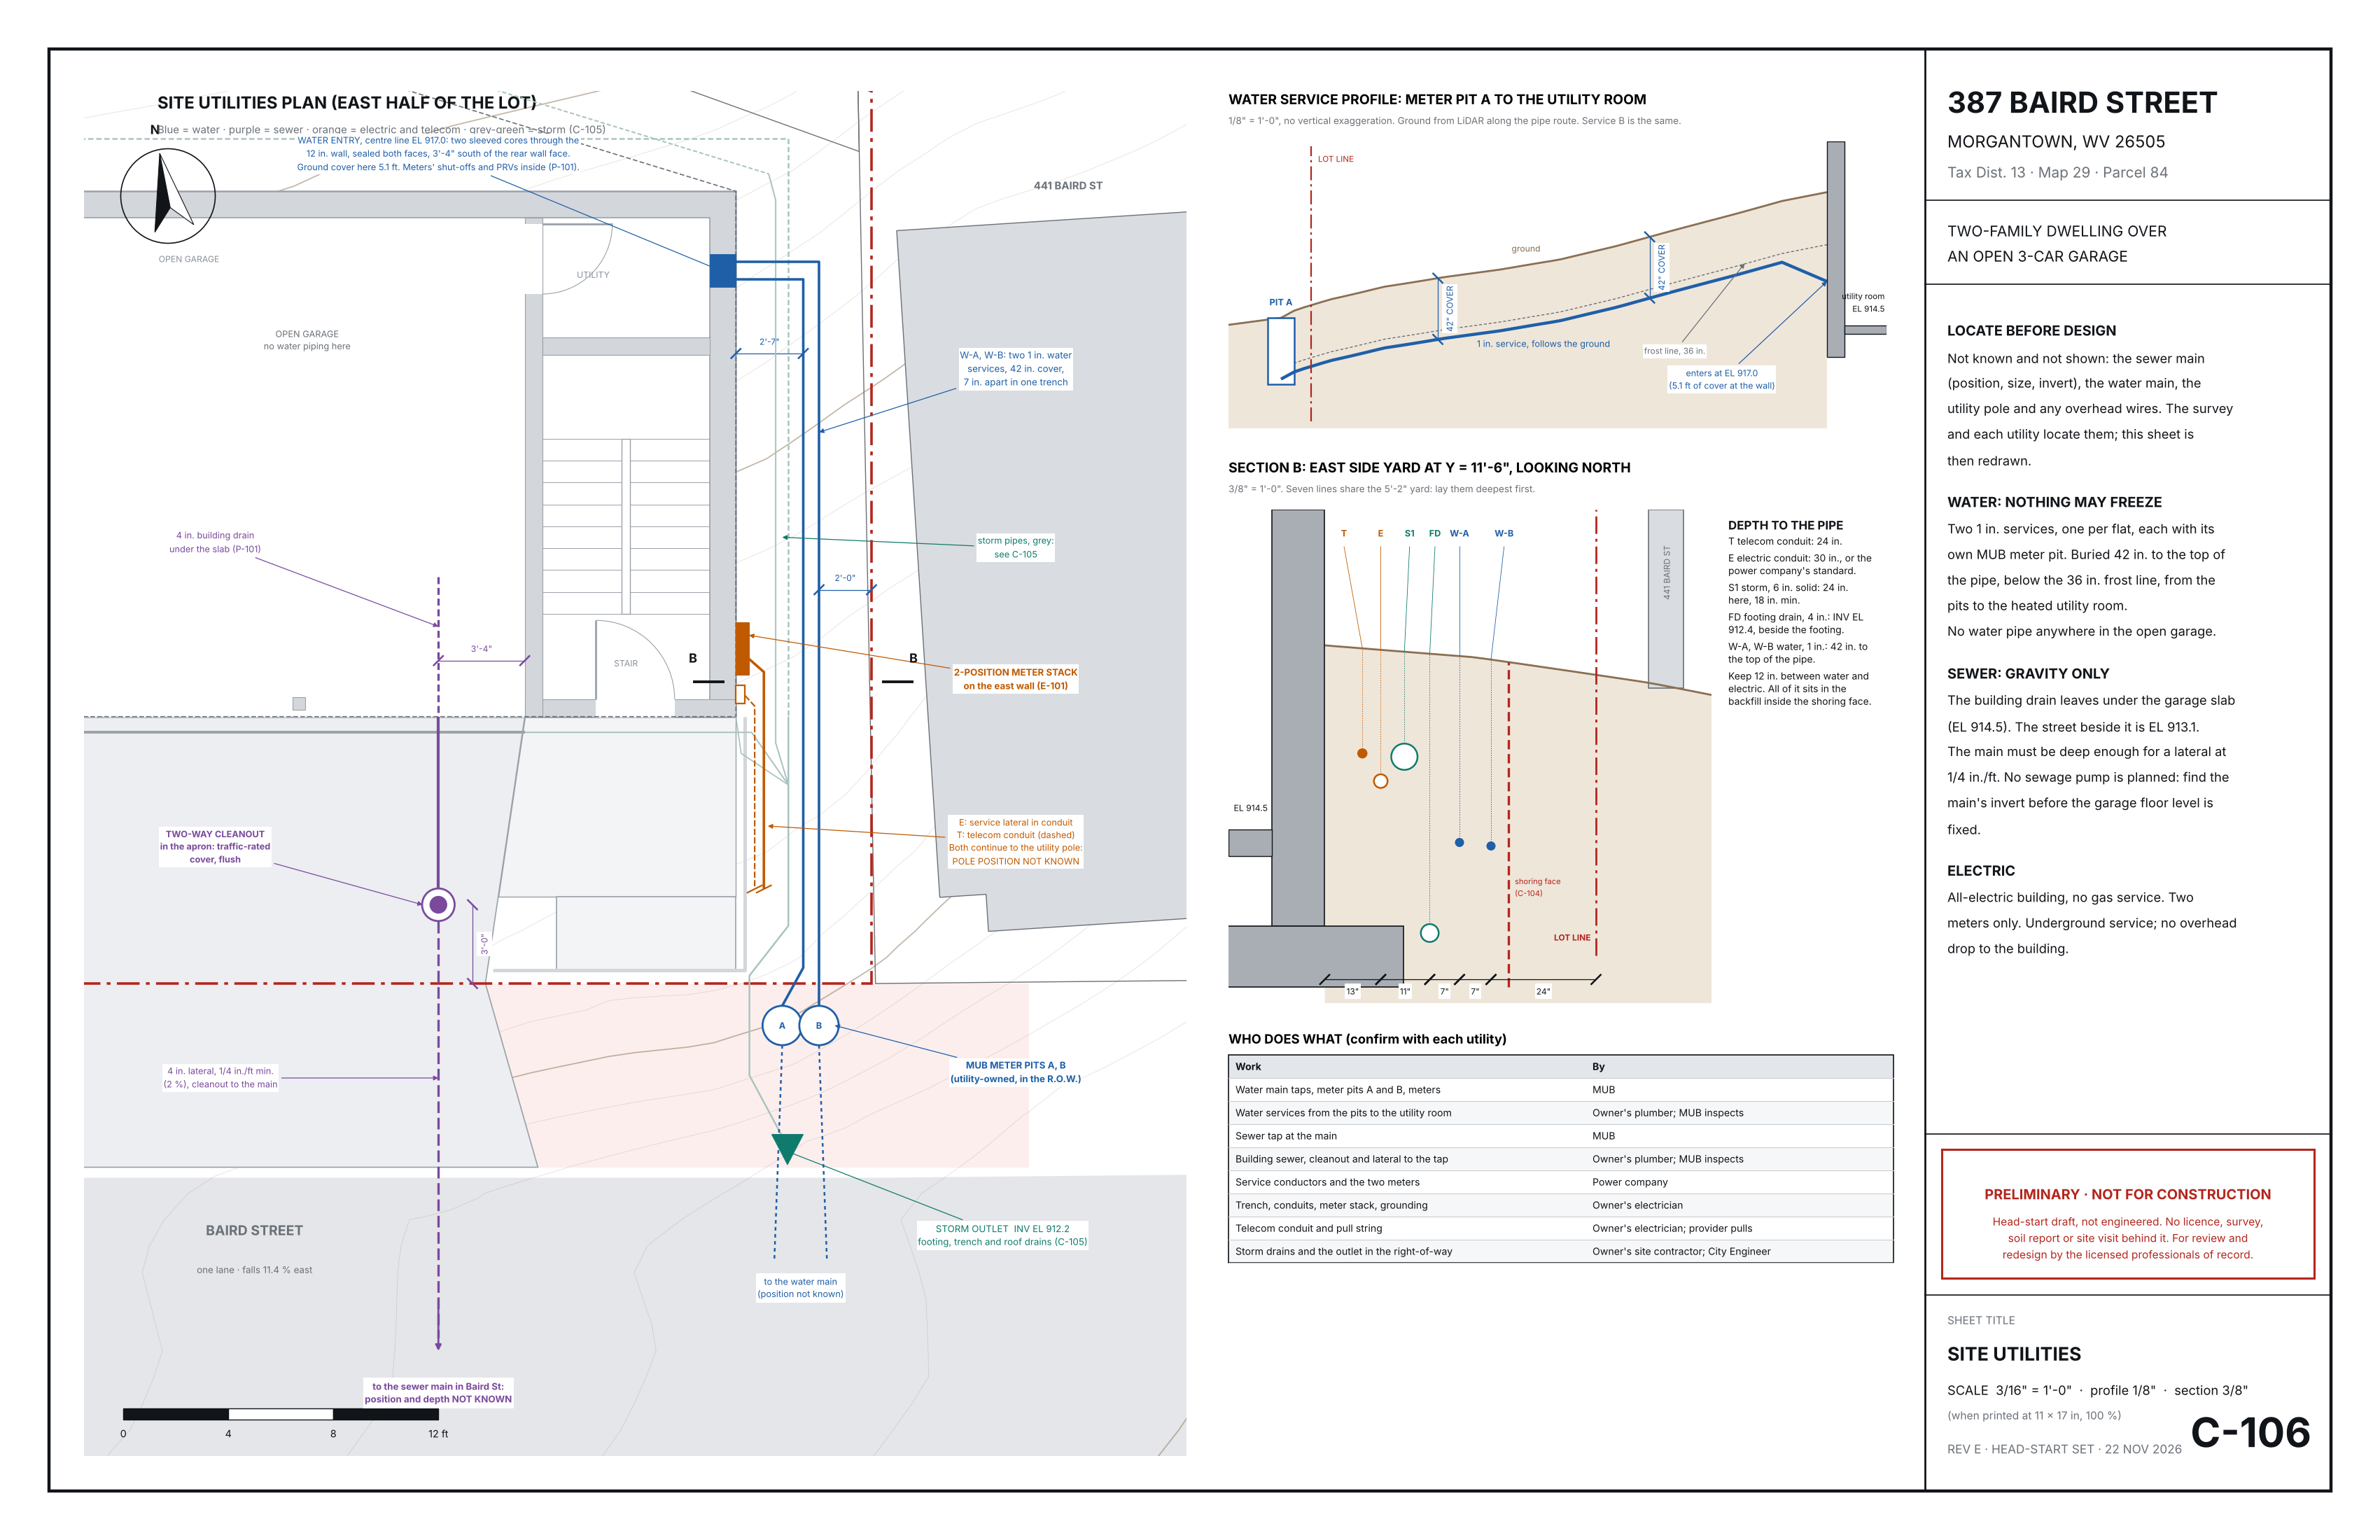 SITE UTILITIES PLAN (EAST HALF OF THE LOT)
Blue = water · purple = sewer · orange = electric and telecom · grey-green = storm (C-105)
N
WATER ENTRY, centre line EL 917.0: two sleeved cores through the
12 in. wall, sealed both faces, 3'-4" south of the rear wall face.
Ground cover here 5.1 ft. Meters' shut-offs and PRVs inside (P-101).
441 BAIRD ST
OPEN GARAGE
UTILITY
OPEN GARAGE
no water piping here
2'-7"
W-A, W-B: two 1 in. water
services, 42 in. cover,
7 in. apart in one trench
4 in. building drain
under the slab (P-101)
storm pipes, grey:
see C-105
2'-0"
3'-4"
STAIR
B
B
2-POSITION METER STACK
on the east wall (E-101)
TWO-WAY CLEANOUT
in the apron: traffic-rated
cover, flush
E: service lateral in conduit
T: telecom conduit (dashed)
Both continue to the utility pole:
POLE POSITION NOT KNOWN
3'-0"
A
B
4 in. lateral, 1/4 in./ft min.
(2 %), cleanout to the main
MUB METER PITS A, B
(utility-owned, in the R.O.W.)
BAIRD STREET
one lane · falls 11.4 % east
STORM OUTLET INV EL 912.2
footing, trench and roof drains (C-105)
to the water main
(position not known)
to the sewer main in Baird St:
position and depth NOT KNOWN
0
4
8
12 ft
WATER SERVICE PROFILE: METER PIT A TO THE UTILITY ROOM
1/8" = 1'-0", no vertical exaggeration. Ground from LiDAR along the pipe route. Service B is the same.
LOT LINE
ground
42" COVER
PIT A
42" COVER
utility room
EL 914.5
1 in. service, follows the ground
frost line, 36 in.
enters at EL 917.0
(5.1 ft of cover at the wall)
SECTION B: EAST SIDE YARD AT Y = 11'-6", LOOKING NORTH
3/8" = 1'-0". Seven lines share the 5'-2" yard: lay them deepest first.
T
E
S1
FD
W-A
W-B
441 BAIRD ST
EL 914.5
shoring face
(C-104)
LOT LINE
13"
11"
7"
7"
24"
DEPTH TO THE PIPE
T telecom conduit: 24 in.
E electric conduit: 30 in., or the
power company's standard.
S1 storm, 6 in. solid: 24 in.
here, 18 in. min.
FD footing drain, 4 in.: INV EL
912.4, beside the footing.
W-A, W-B water, 1 in.: 42 in. to
the top of the pipe.
Keep 12 in. between water and
electric. All of it sits in the
backfill inside the shoring face.
WHO DOES WHAT (confirm with each utility)
Work By
Water main taps, meter pits A and B, meters MUB
Water services from the pits to the utility room Owner's plumber; MUB inspects
Sewer tap at the main MUB
Building sewer, cleanout and lateral to the tap Owner's plumber; MUB inspects
Service conductors and the two meters Power company
Trench, conduits, meter stack, grounding Owner's electrician
Telecom conduit and pull string Owner's electrician; provider pulls
Storm drains and the outlet in the right-of-way Owner's site contractor; City Engineer
387 BAIRD STREET
MORGANTOWN, WV 26505
Tax Dist. 13 · Map 29 · Parcel 84
TWO-FAMILY DWELLING OVER
AN OPEN 3-CAR GARAGE
LOCATE BEFORE DESIGN
Not known and not shown: the sewer main
(position, size, invert), the water main, the
utility pole and any overhead wires. The survey
and each utility locate them; this sheet is
then redrawn.
WATER: NOTHING MAY FREEZE
Two 1 in. services, one per flat, each with its
own MUB meter pit. Buried 42 in. to the top of
the pipe, below the 36 in. frost line, from the
pits to the heated utility room.
No water pipe anywhere in the open garage.
SEWER: GRAVITY ONLY
The building drain leaves under the garage slab
(EL 914.5). The street beside it is EL 913.1.
The main must be deep enough for a lateral at
1/4 in./ft. No sewage pump is planned: find the
main's invert before the garage floor level is
fixed.
ELECTRIC
All-electric building, no gas service. Two
meters only. Underground service; no overhead
drop to the building.
PRELIMINARY · NOT FOR CONSTRUCTION
Head-start draft, not engineered. No licence, survey,
soil report or site visit behind it. For review and
redesign by the licensed professionals of record.
SHEET TITLE
SITE UTILITIES
SCALE 3/16" = 1'-0" · profile 1/8" · section 3/8"
(when printed at 11 × 17 in, 100 %)
REV E · HEAD-START SET · 22 NOV 2026
C-106